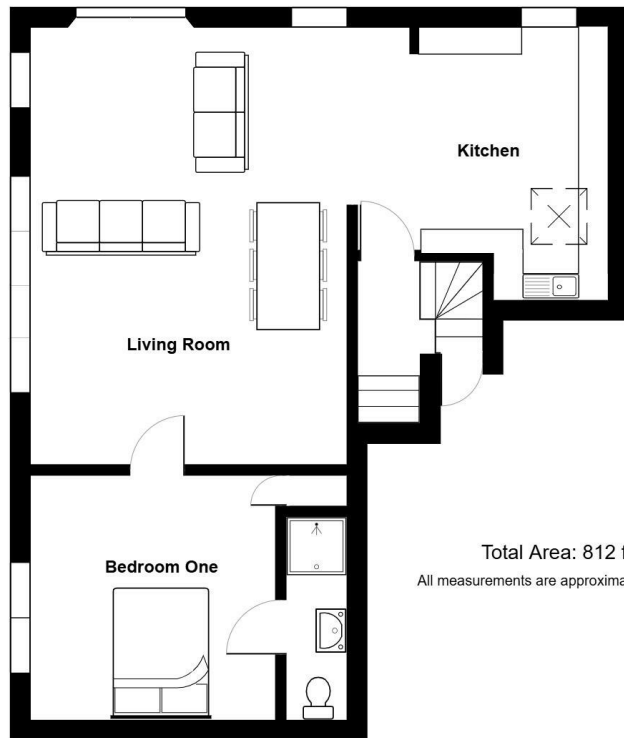 Kitchen
Living Room
Bedroom One
Total Area: 812 f
All measurements are approxima